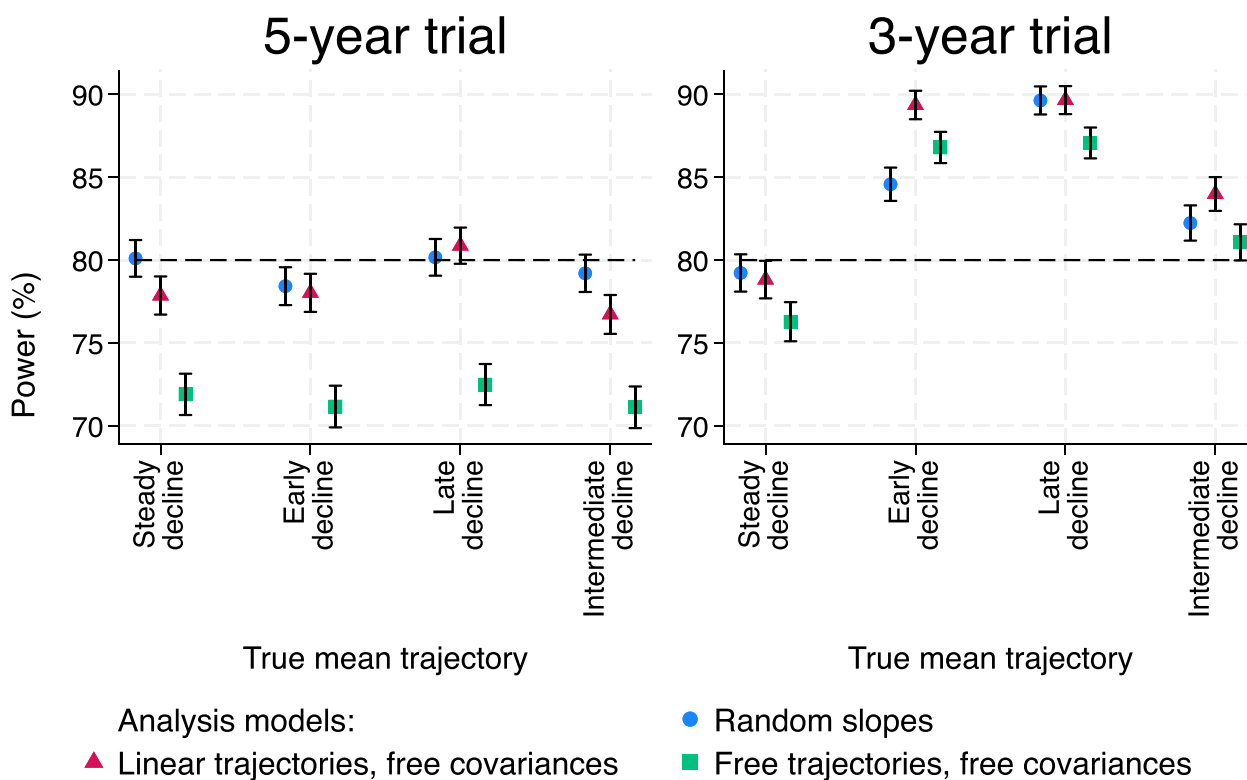 5-year trial
3-year trial
Power (%)
90
85
80
75
70
90
85
80
75
70
Steady
decline
Early
decline
Late
decline
Intermediate
decline
Steady
decline
Early
decline
Late
decline
Intermediate
decline
True mean trajectory
True mean trajectory
Analysis models:
Random slopes
Linear trajectories, free covariances
Free trajectories, free covariances